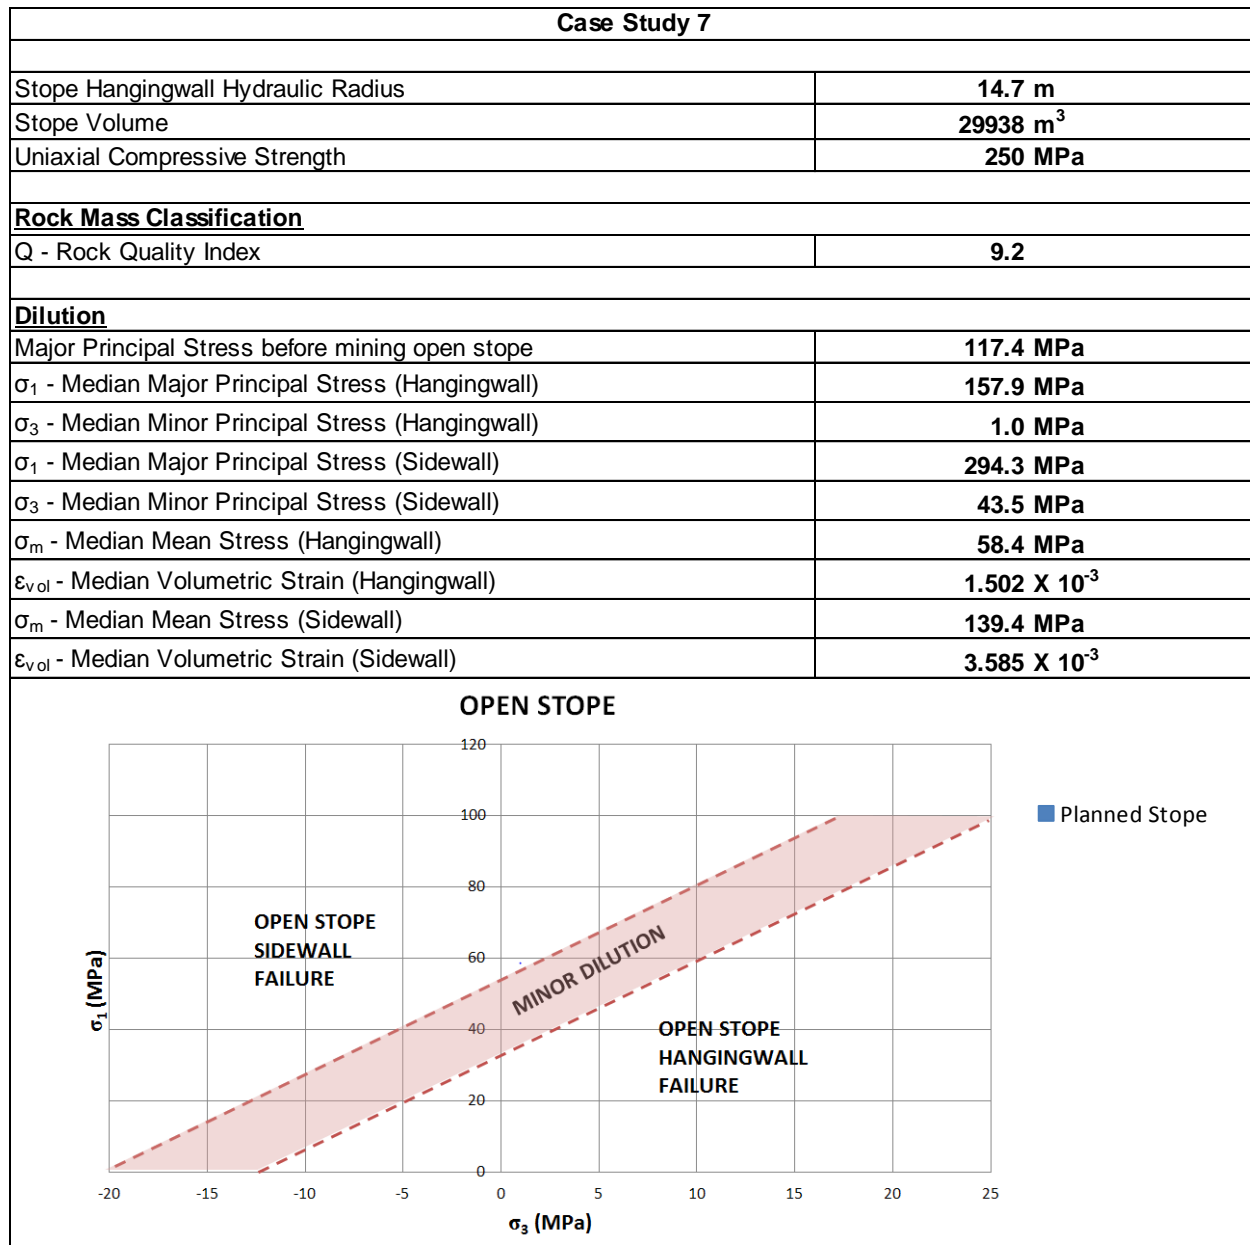 Case Study 7
Stope Hangingwall Hydraulic Radius 14.7 m
Stope Volume 29938 m³
Uniaxial Compressive Strength 250 MPa
Rock Mass Classification
Q - Rock Quality Index 9.2
Dilution
Major Principal Stress before mining open stope 117.4 MPa
σ₁ - Median Major Principal Stress (Hangingwall) 157.9 MPa
σ₃ - Median Minor Principal Stress (Hangingwall) 1.0 MPa
σ₁ - Median Major Principal Stress (Sidewall) 294.3 MPa
σ₃ - Median Minor Principal Stress (Sidewall) 43.5 MPa
σₘ - Median Mean Stress (Hangingwall) 58.4 MPa
εvol - Median Volumetric Strain (Hangingwall) 1.502 X 10⁻³
σₘ - Median Mean Stress (Sidewall) 139.4 MPa
εvol - Median Volumetric Strain (Sidewall) 3.585 X 10⁻³
OPEN STOPE
120
100
80
60
40
20
0
σ₁ (MPa)
OPEN STOPE
SIDEWALL
FAILURE
MINOR DILUTION
OPEN STOPE
HANGINGWALL
FAILURE
Planned Stope
-20 -15 -10 -5 0 5 10 15 20 25
σ₃ (MPa)